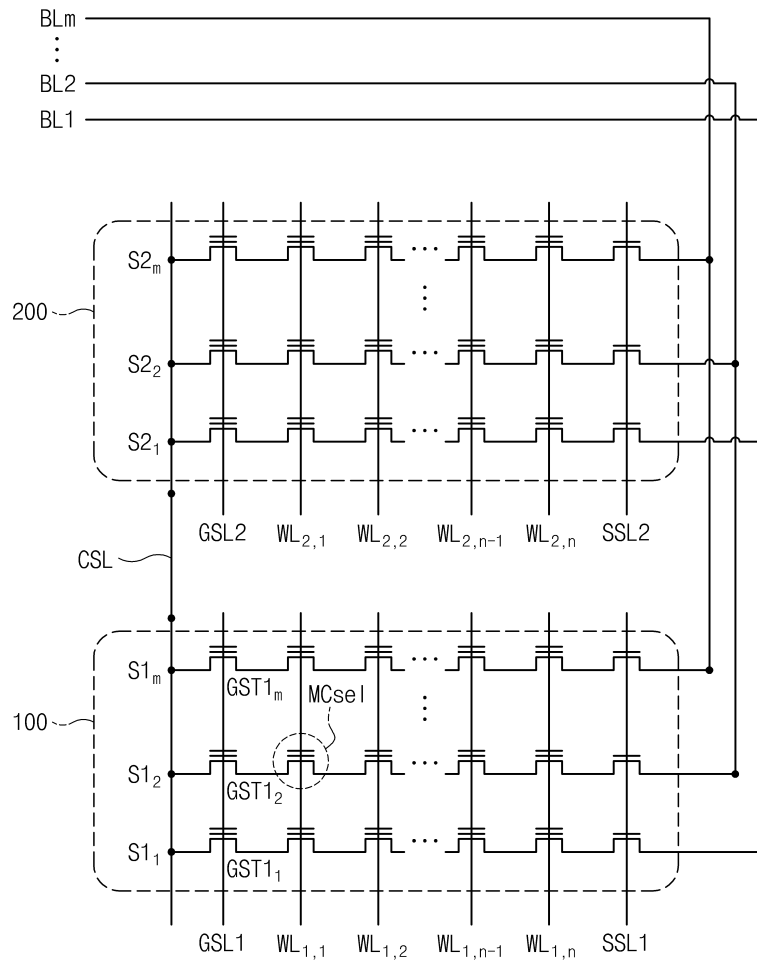 BLm
⋮
BL2
BL1
S2ₘ
200
S2₂
S2₁
GSL2 WL₂,₁ WL₂,₂ WL₂,ₙ₋₁ WL₂,ₙ SSL2
CSL
S1ₘ
GST1ₘ
MCsel
100
S1₂
GST1₂
S1₁
GST1₁
GSL1 WL₁,₁ WL₁,₂ WL₁,ₙ₋₁ WL₁,ₙ SSL1